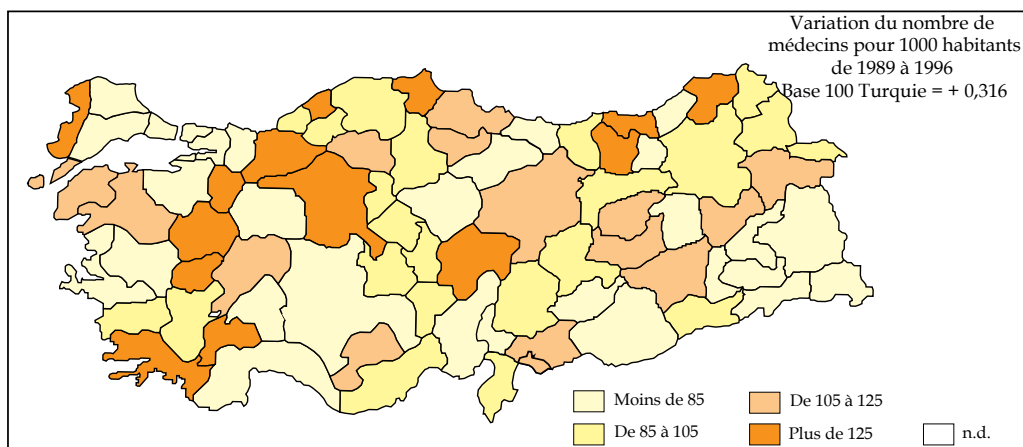 Variation du nombre de
médecins pour 1000 habitants
de 1989 à 1996
Base 100 Turquie = + 0,316
Moins de 85
De 105 à 125
De 85 à 105
Plus de 125
n.d.